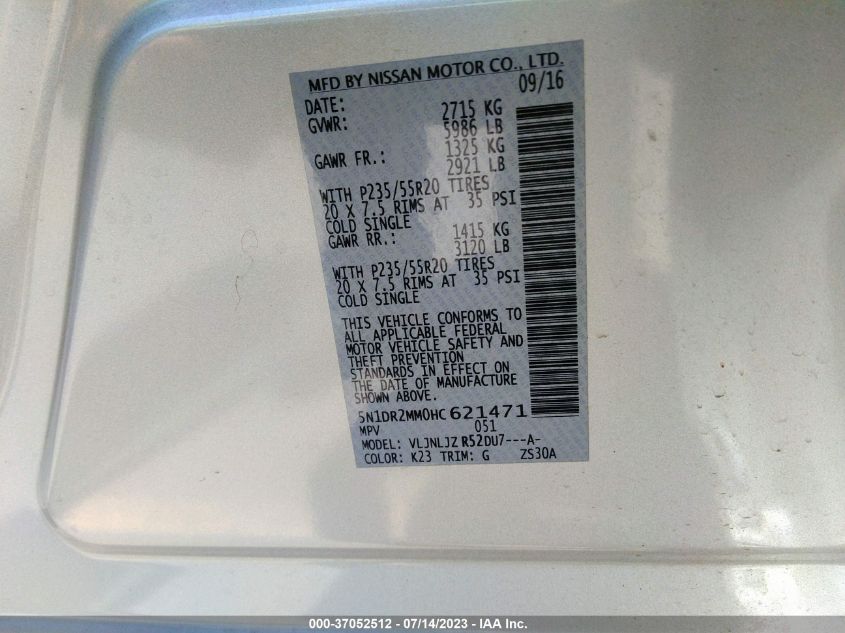 MFD BY NISSAN MOTOR CO., LTD.
DATE: 09/16
GVWR: 2715 KG
5986 LB
GAWR FR.: 1325 KG
2921 LB
WITH P235/55R20 TIRES
20 X 7.5 RIMS AT 35 PSI
COLD SINGLE
GAWR RR.: 1415 KG
3120 LB
WITH P235/55R20 TIRES
20 X 7.5 RIMS AT 35 PSI
COLD SINGLE
THIS VEHICLE CONFORMS TO
ALL APPLICABLE FEDERAL
MOTOR VEHICLE SAFETY AND
THEFT PREVENTION
STANDARDS IN EFFECT ON
THE DATE OF MANUFACTURE
SHOWN ABOVE.
5N1DR2MM0HC621471
MPV 051
MODEL: VLJNLJZ R52DU7---A-
COLOR: K23 TRIM: G ZS30A
000-37052512 - 07/14/2023 - IAA Inc.